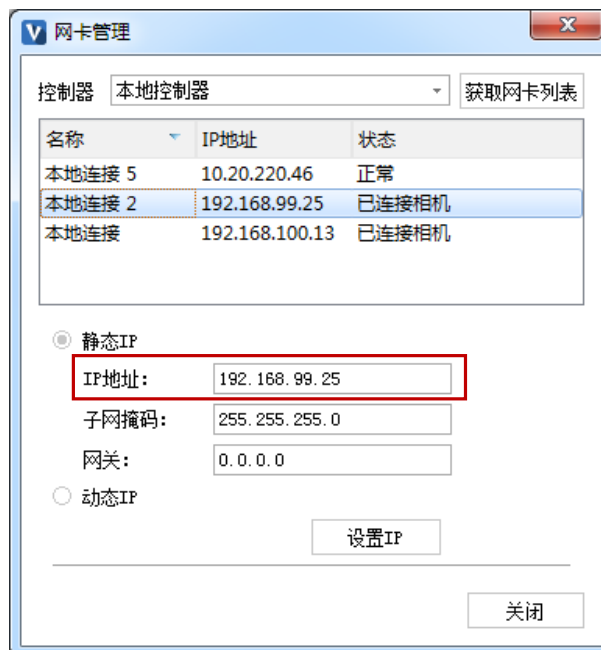 网卡管理
控制器 本地控制器 获取网卡列表
名称 IP地址 状态
本地连接 5 10.20.220.46 正常
本地连接 2 192.168.99.25 已连接相机
本地连接 192.168.100.13 已连接相机
静态IP
IP地址: 192.168.99.25
子网掩码: 255.255.255.0
网关: 0.0.0.0
动态IP
设置IP
关闭